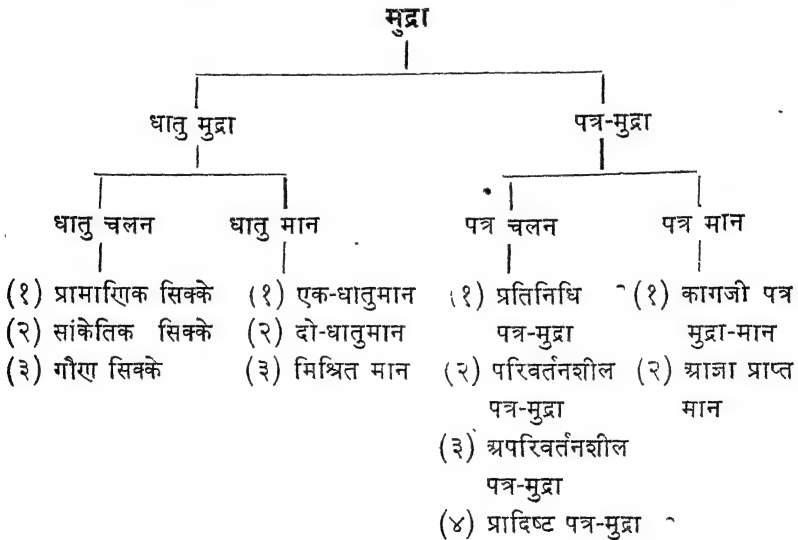 मुद्रा
धातु मुद्रा पत्र-मुद्रा
धातु चलन धातु मान पत्र चलन पत्र मान
(१) प्रामाणिक सिक्के (१) एक-धातुमान (१) प्रतिनिधि (१) कागजी पत्र
(२) सांकेतिक सिक्के (२) दो-धातुमान पत्र-मुद्रा मुद्रा-मान
(३) गौण सिक्के (३) मिश्रित मान (२) परिवर्तनशील (२) आज्ञा प्राप्त
पत्र-मुद्रा मान
(३) अपरिवर्तनशील
पत्र-मुद्रा
(४) प्रादिष्ट पत्र-मुद्रा